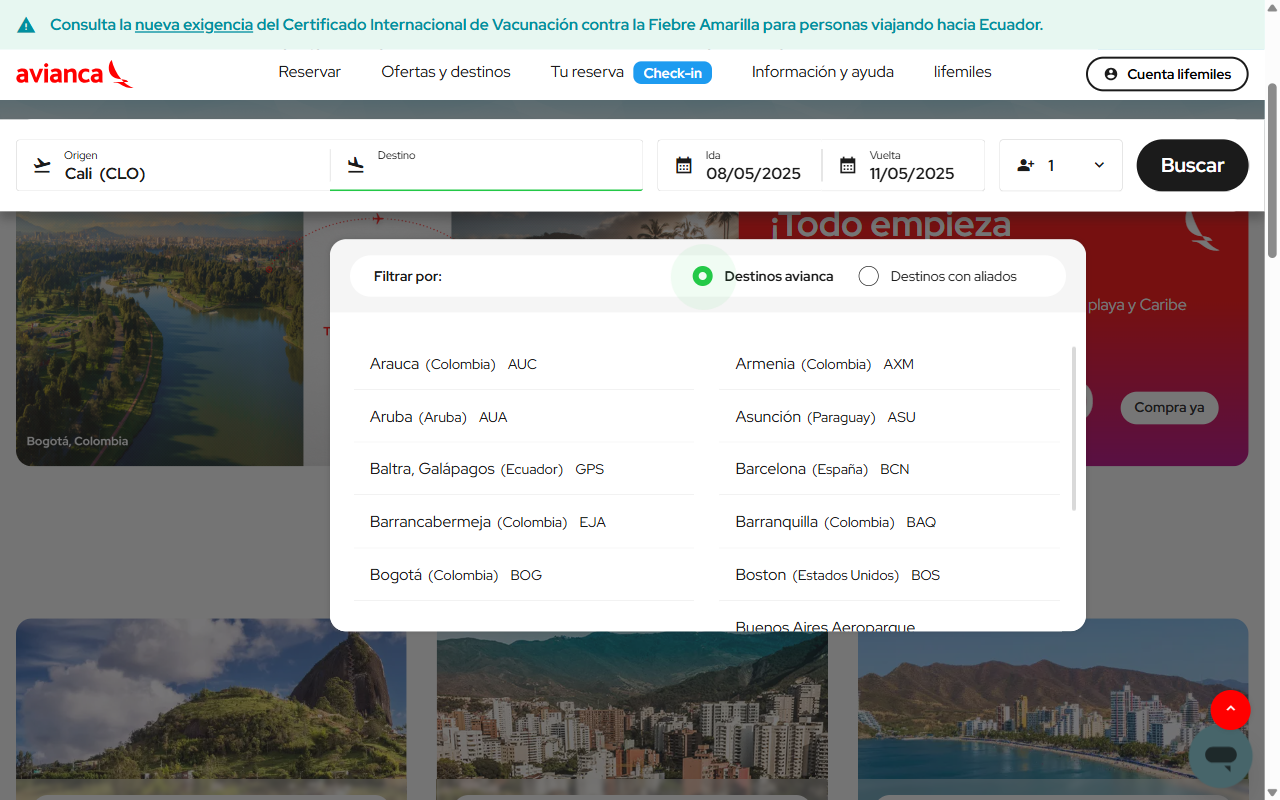 Consulta la nueva exigencia del Certificado Internacional de Vacunación contra la Fiebre Amarilla para personas viajando hacia Ecuador.
avianca
Reservar
Ofertas y destinos
Tu reserva
Check-in
Información y ayuda
lifemiles
Cuenta lifemiles
Origen
Cali (CLO)
Destino
Ida
08/05/2025
Vuelta
11/05/2025
1
Buscar
¡Todo empieza
Filtrar por:
Destinos avianca
Destinos con aliados
playa y Caribe
Arauca (Colombia) AUC
Armenia (Colombia) AXM
Aruba (Aruba) AUA
Asunción (Paraguay) ASU
Compra ya
Bogotá, Colombia
Baltra, Galápagos (Ecuador) GPS
Barcelona (España) BCN
Barrancabermeja (Colombia) EJA
Barranquilla (Colombia) BAQ
Bogotá (Colombia) BOG
Boston (Estados Unidos) BOS
Buenos Aires Aeroparque